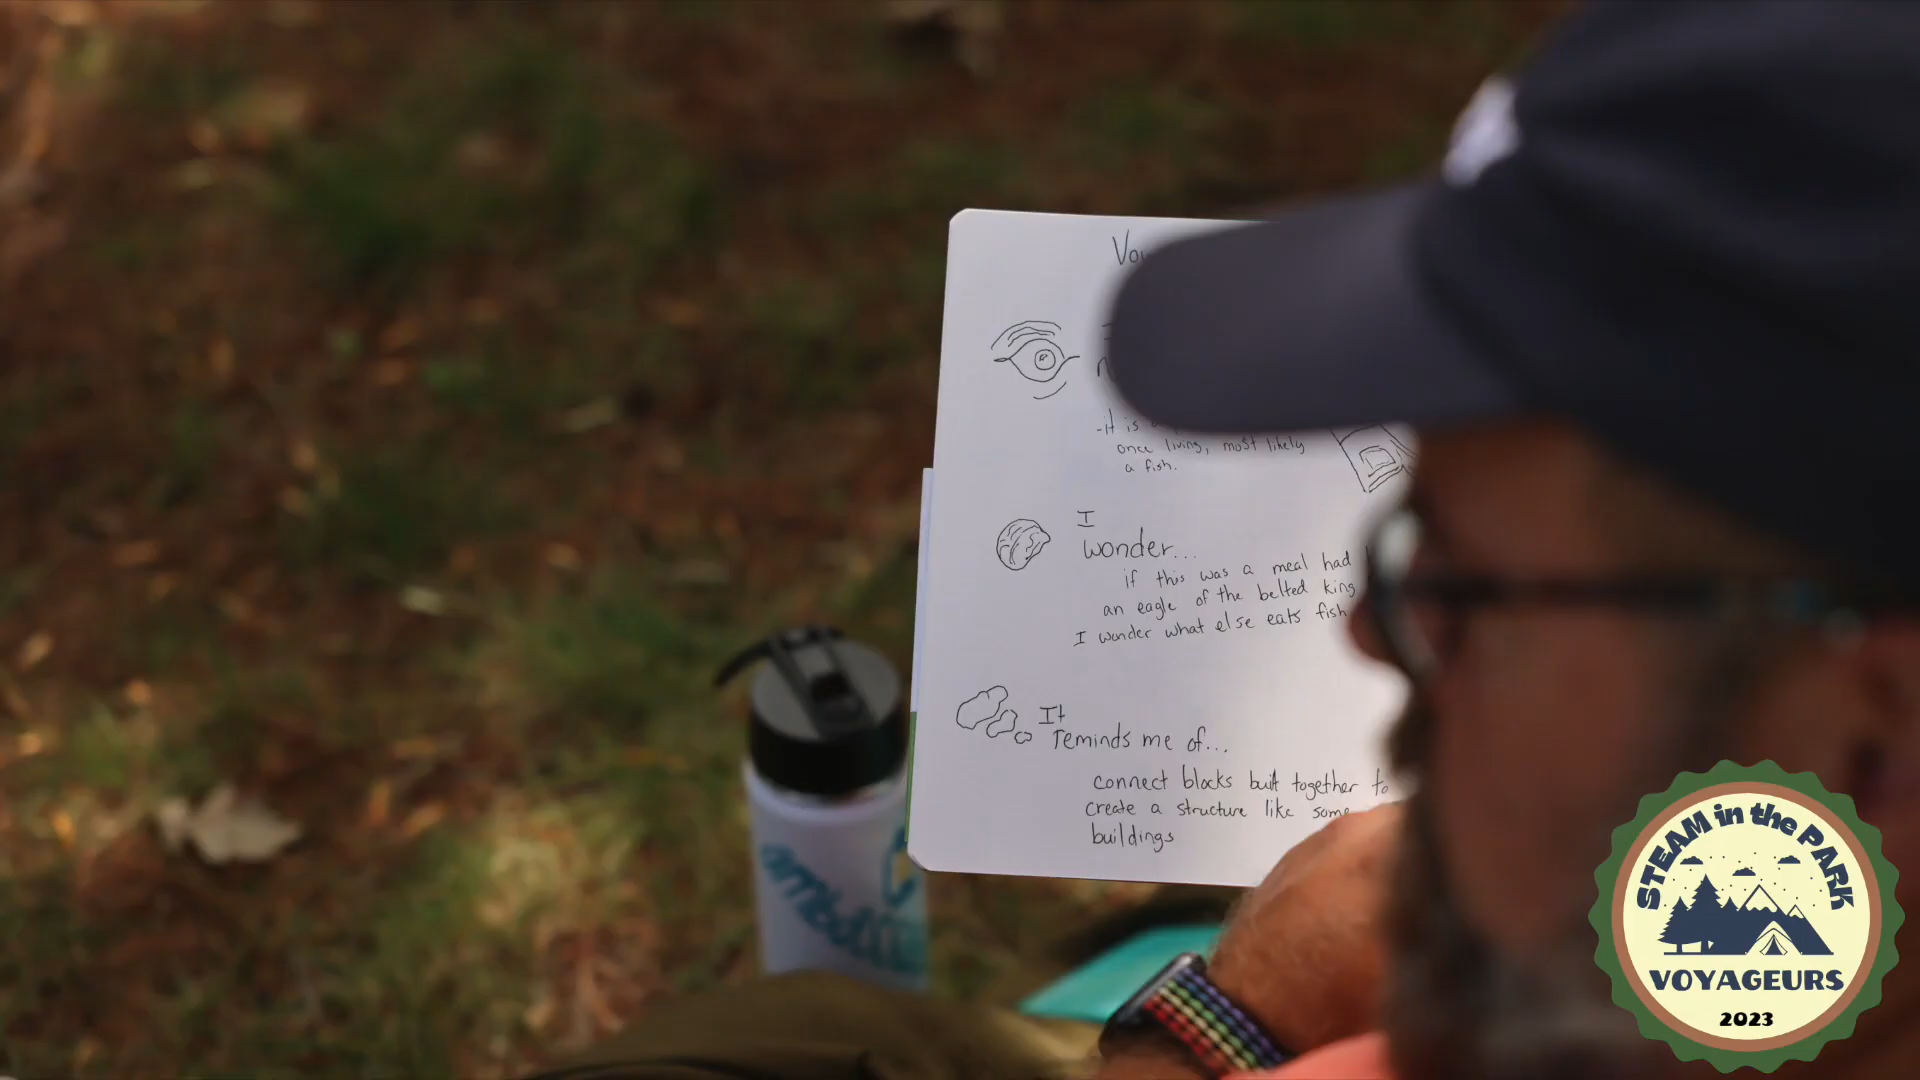 -it is
once living, most likely
a fish.
I
wonder...
if this was a meal had
an eagle of the belted king
I wonder what else eats fish
It
reminds me of...
connect blocks built together to
create a structure like some
buildings
STEAM in the PARK
VOYAGEURS
2023